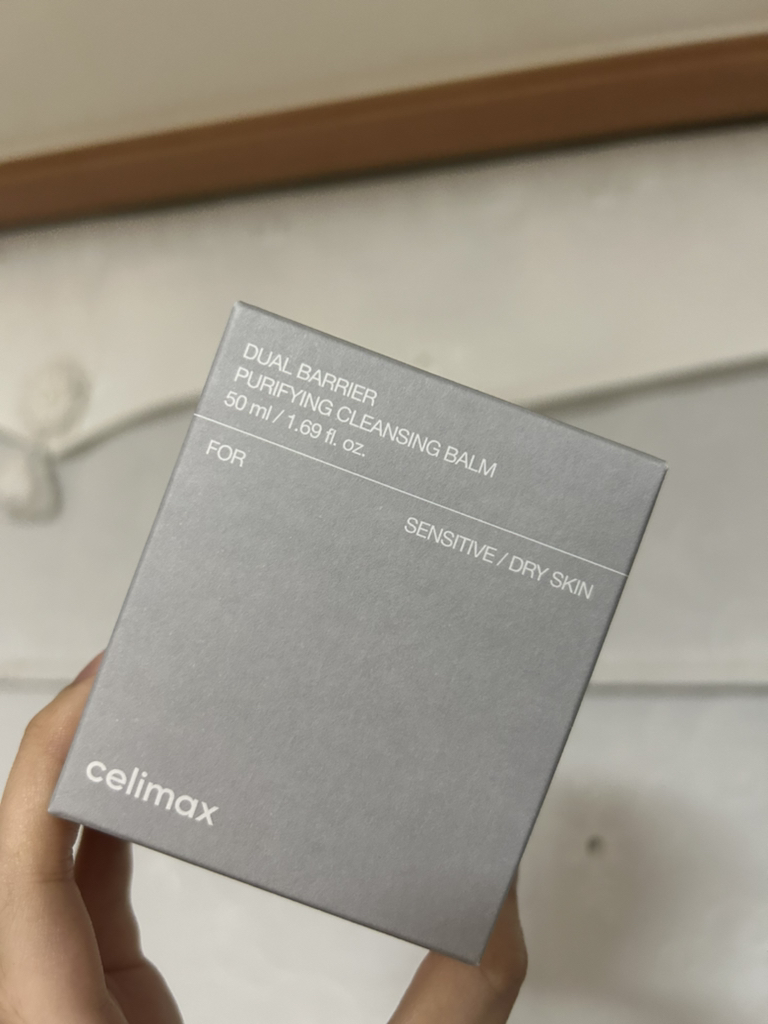 DUAL BARRIER
PURIFYING CLEANSING BALM
50 ml / 1.69 fl. oz.
FOR
SENSITIVE / DRY SKIN
celimax